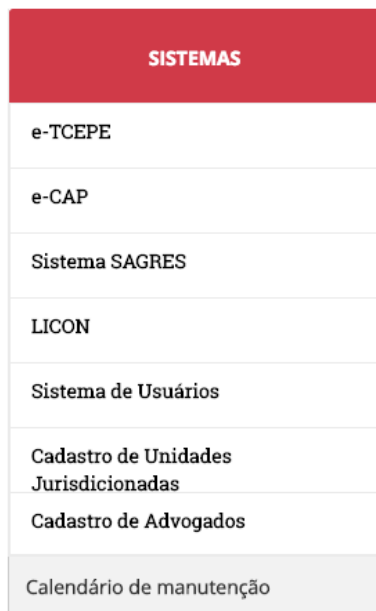 SISTEMAS
e-TCEPE
e-CAP
Sistema SAGRES
LICON
Sistema de Usuários
Cadastro de Unidades
Jurisdicionadas
Cadastro de Advogados
Calendário de manutenção